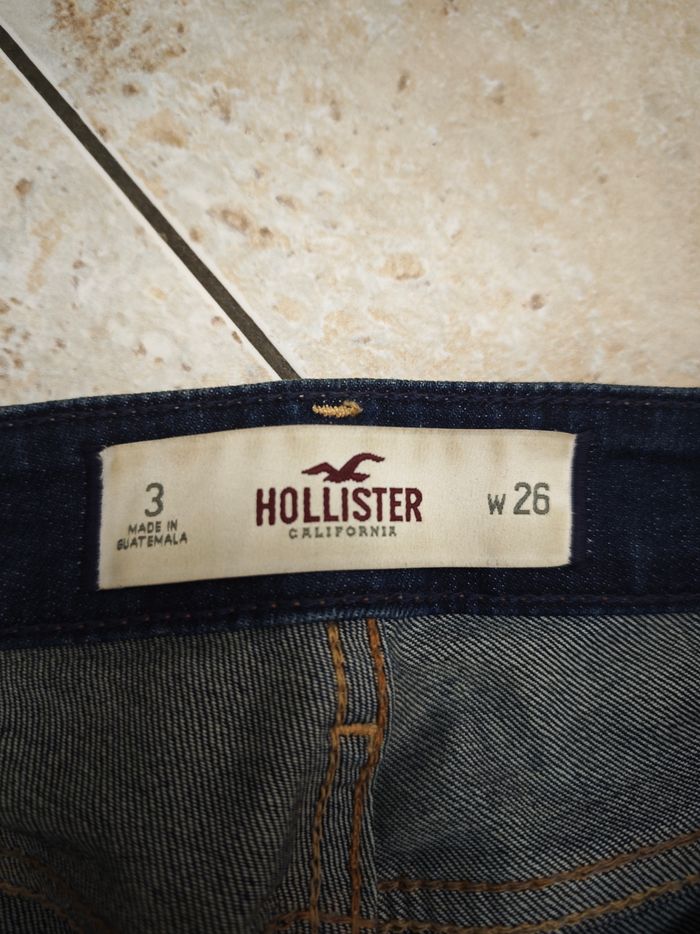 3
MADE IN
GUATEMALA
HOLLISTER
CALIFORNIA
W 26